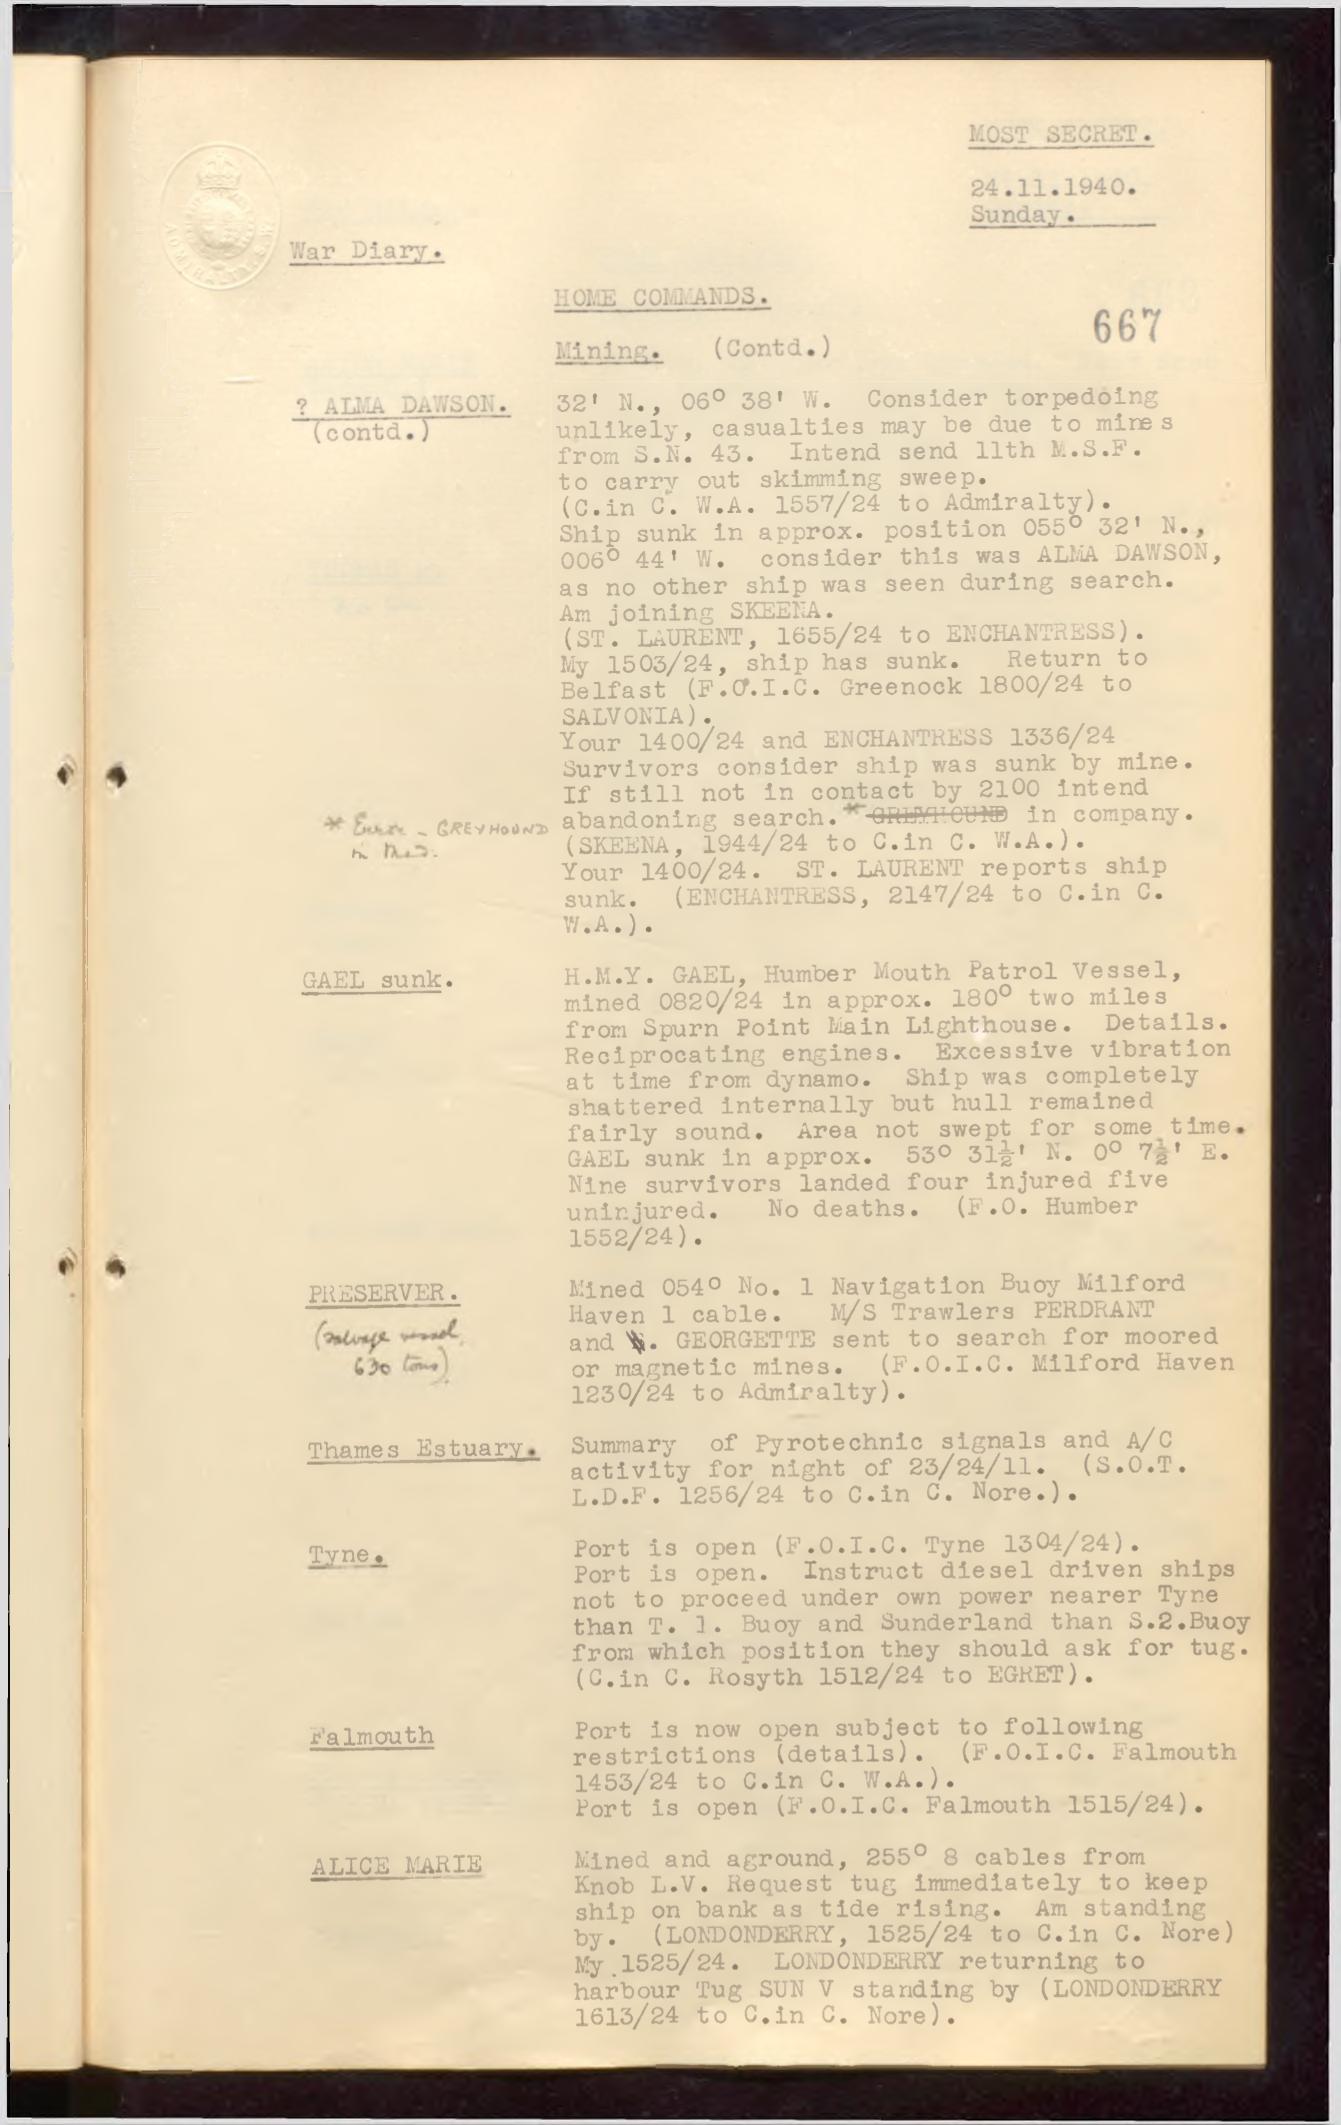 MOST SECRET.
24.11.1940.
Sunday.
ADMIRALTY S.W
War Diary.
HOME COMMANDS.
667
Mining. (Contd.)
? ALMA DAWSON.
(contd.)
32' N., 06° 38' W. Consider torpedoing
unlikely, casualties may be due to mines
from S.N. 43. Intend send 11th M.S.F.
to carry out skimming sweep.
(C.in C. W.A. 1557/24 to Admiralty).
Ship sunk in approx. position 055° 32' N.,
006° 44' W. consider this was ALMA DAWSON,
as no other ship was seen during search.
Am joining SKEENA.
(ST. LAURENT, 1655/24 to ENCHANTRESS).
My 1503/24, ship has sunk. Return to
Belfast (F.O.I.C. Greenock 1800/24 to
SALVONIA).
Your 1400/24 and ENCHANTRESS 1336/24
Survivors consider ship was sunk by mine.
If still not in contact by 2100 intend
abandoning search.* GREYHOUND in company.
(SKEENA, 1944/24 to C.in C. W.A.).
Your 1400/24. ST. LAURENT reports ship
sunk. (ENCHANTRESS, 2147/24 to C.in C.
W.A.).
* Error - GREYHOUND
in Med.
GAEL sunk.
H.M.Y. GAEL, Humber Mouth Patrol Vessel,
mined 0820/24 in approx. 180° two miles
from Spurn Point Main Lighthouse. Details.
Reciprocating engines. Excessive vibration
at time from dynamo. Ship was completely
shattered internally but hull remained
fairly sound. Area not swept for some time.
GAEL sunk in approx. 53° 31½' N. 0° 7½' E.
Nine survivors landed four injured five
uninjured. No deaths. (F.O. Humber
1552/24).
PRESERVER.
(salvage vessel,
630 tons)
Mined 054° No. 1 Navigation Buoy Milford
Haven 1 cable. M/S Trawlers PERDRANT
and GEORGETTE sent to search for moored
or magnetic mines. (F.O.I.C. Milford Haven
1230/24 to Admiralty).
Thames Estuary.
Summary of Pyrotechnic signals and A/C
activity for night of 23/24/11. (S.O.T.
L.D.F. 1256/24 to C.in C. Nore.).
Tyne.
Port is open (F.O.I.C. Tyne 1304/24).
Port is open. Instruct diesel driven ships
not to proceed under own power nearer Tyne
than T. 1. Buoy and Sunderland than S.2.Buoy
from which position they should ask for tug.
(C.in C. Rosyth 1512/24 to EGRET).
Falmouth
Port is now open subject to following
restrictions (details). (F.O.I.C. Falmouth
1453/24 to C.in C. W.A.).
Port is open (F.O.I.C. Falmouth 1515/24).
ALICE MARIE
Mined and aground, 255° 8 cables from
Knob L.V. Request tug immediately to keep
ship on bank as tide rising. Am standing
by. (LONDONDERRY, 1525/24 to C.in C. Nore)
My 1525/24. LONDONDERRY returning to
harbour Tug SUN V standing by (LONDONDERRY
1613/24 to C.in C. Nore).